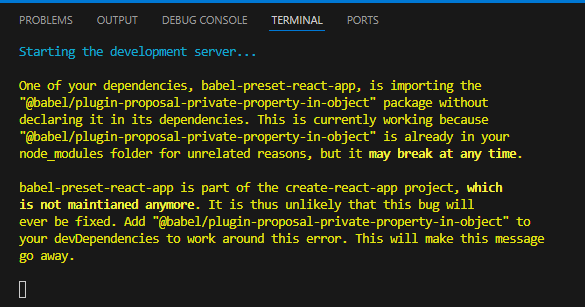 PROBLEMS OUTPUT DEBUG CONSOLE TERMINAL PORTS
Starting the development server...
One of your dependencies, babel-preset-react-app, is importing the
"@babel/plugin-proposal-private-property-in-object" package without
declaring it in its dependencies. This is currently working because
"@babel/plugin-proposal-private-property-in-object" is already in your
node_modules folder for unrelated reasons, but it may break at any time.
babel-preset-react-app is part of the create-react-app project, which
is not maintianed anymore. It is thus unlikely that this bug will
ever be fixed. Add "@babel/plugin-proposal-private-property-in-object" to
your devDependencies to work around this error. This will make this message
go away.